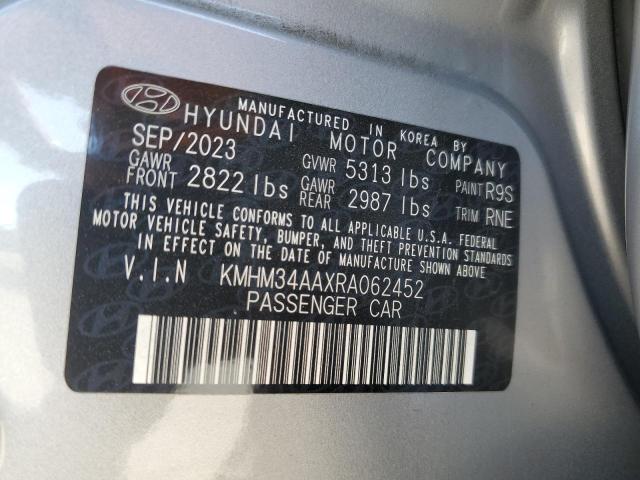 MANUFACTURED IN KOREA BY
HYUNDAI MOTOR COMPANY
SEP/2023 GVWR 5313 lbs PAINT R9S
GAWR FRONT 2822 lbs GAWR REAR 2987 lbs TRIM RNE
THIS VEHICLE CONFORMS TO ALL APPLICABLE U.S.A. FEDERAL
MOTOR VEHICLE SAFETY, BUMPER, AND THEFT PREVENTION STANDARDS
IN EFFECT ON THE DATE OF MANUFACTURE SHOWN ABOVE.
V.I.N KMHM34AAXRA062452
PASSENGER CAR